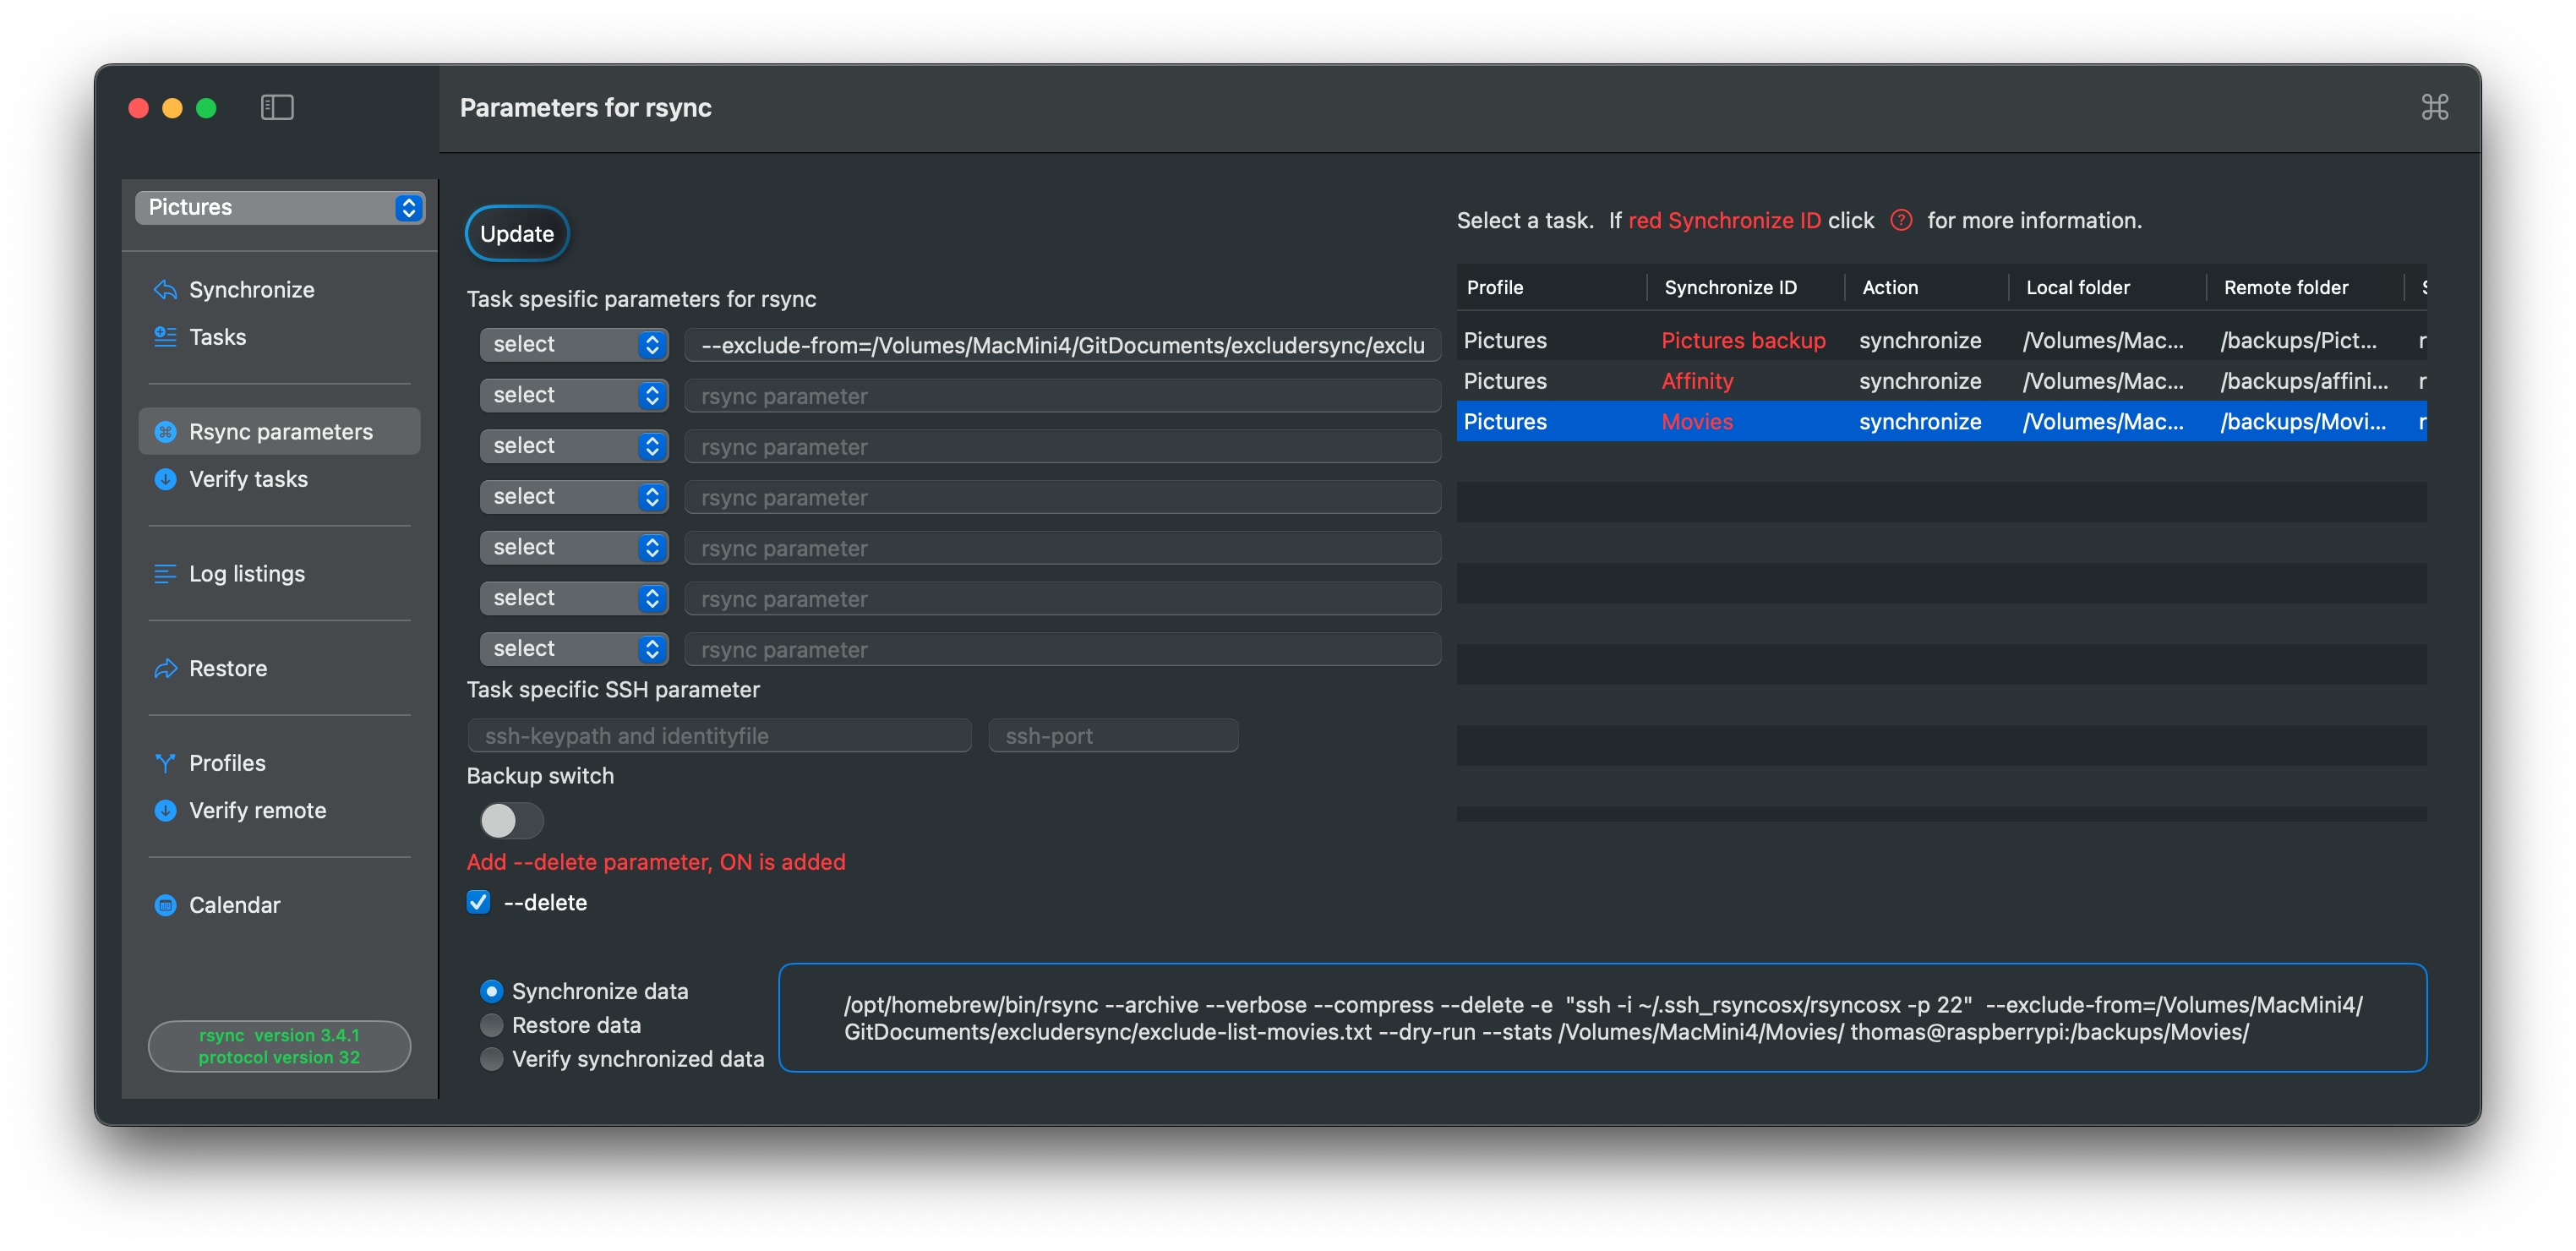 Parameters for rsync
Pictures
Synchronize
Tasks
Rsync parameters
Verify tasks
Log listings
Restore
Profiles
Verify remote
Calendar
rsync  version 3.4.1
protocol version 32
Update
Task spesific parameters for rsync
select --exclude-from=/Volumes/MacMini4/GitDocuments/excludersync/exclu
select rsync parameter
select rsync parameter
select rsync parameter
select rsync parameter
select rsync parameter
select rsync parameter
Task specific SSH parameter
ssh-keypath and identityfile ssh-port
Backup switch
Add --delete parameter, ON is added
--delete
Select a task. If red Synchronize ID click ? for more information.
Profile Synchronize ID Action Local folder Remote folder
Pictures Pictures backup synchronize /Volumes/Mac... /backups/Pict... r
Pictures Affinity synchronize /Volumes/Mac... /backups/affini... r
Pictures Movies synchronize /Volumes/Mac... /backups/Movi... r
Synchronize data
Restore data
Verify synchronized data
/opt/homebrew/bin/rsync --archive --verbose --compress --delete -e  "ssh -i ~/.ssh_rsyncosx/rsyncosx -p 22"  --exclude-from=/Volumes/MacMini4/
GitDocuments/excludersync/exclude-list-movies.txt --dry-run --stats /Volumes/MacMini4/Movies/ thomas@raspberrypi:/backups/Movies/